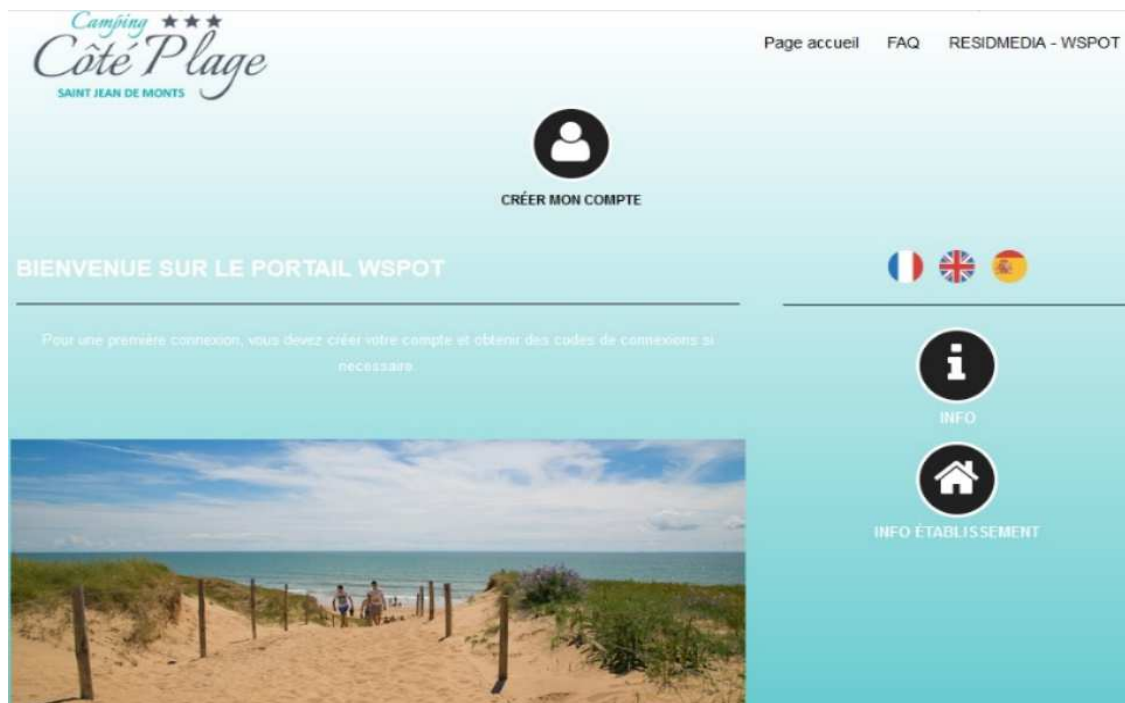 Camping ★★★
Côté Plage
SAINT JEAN DE MONTS
Page accueil FAQ RESIDMEDIA - WSPOT
CRÉER MON COMPTE
BIENVENUE SUR LE PORTAIL WSPOT
Pour une première connexion, vous devez créer votre compte et obtenir des codes de connexions si
necessaire.
INFO
INFO ÉTABLISSEMENT